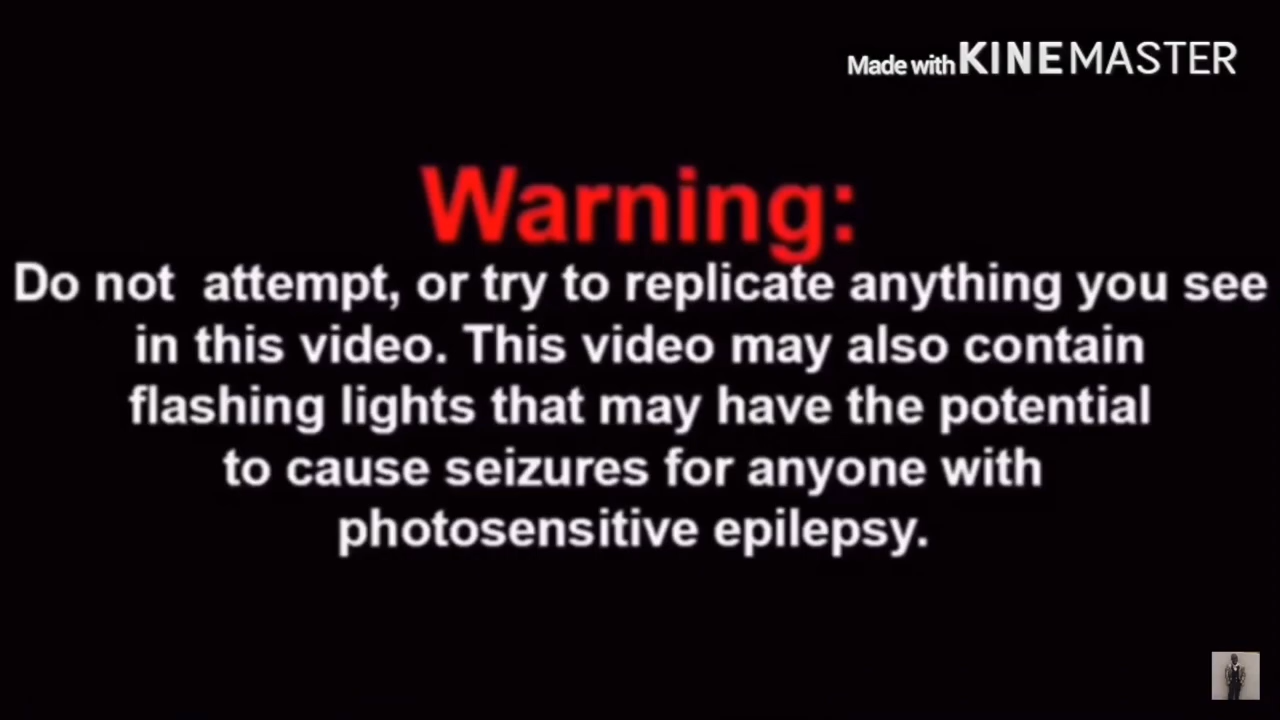 Made with KINEMASTER
Warning:
Do not  attempt, or try to replicate anything you see
in this video. This video may also contain
flashing lights that may have the potential
to cause seizures for anyone with
photosensitive epilepsy.